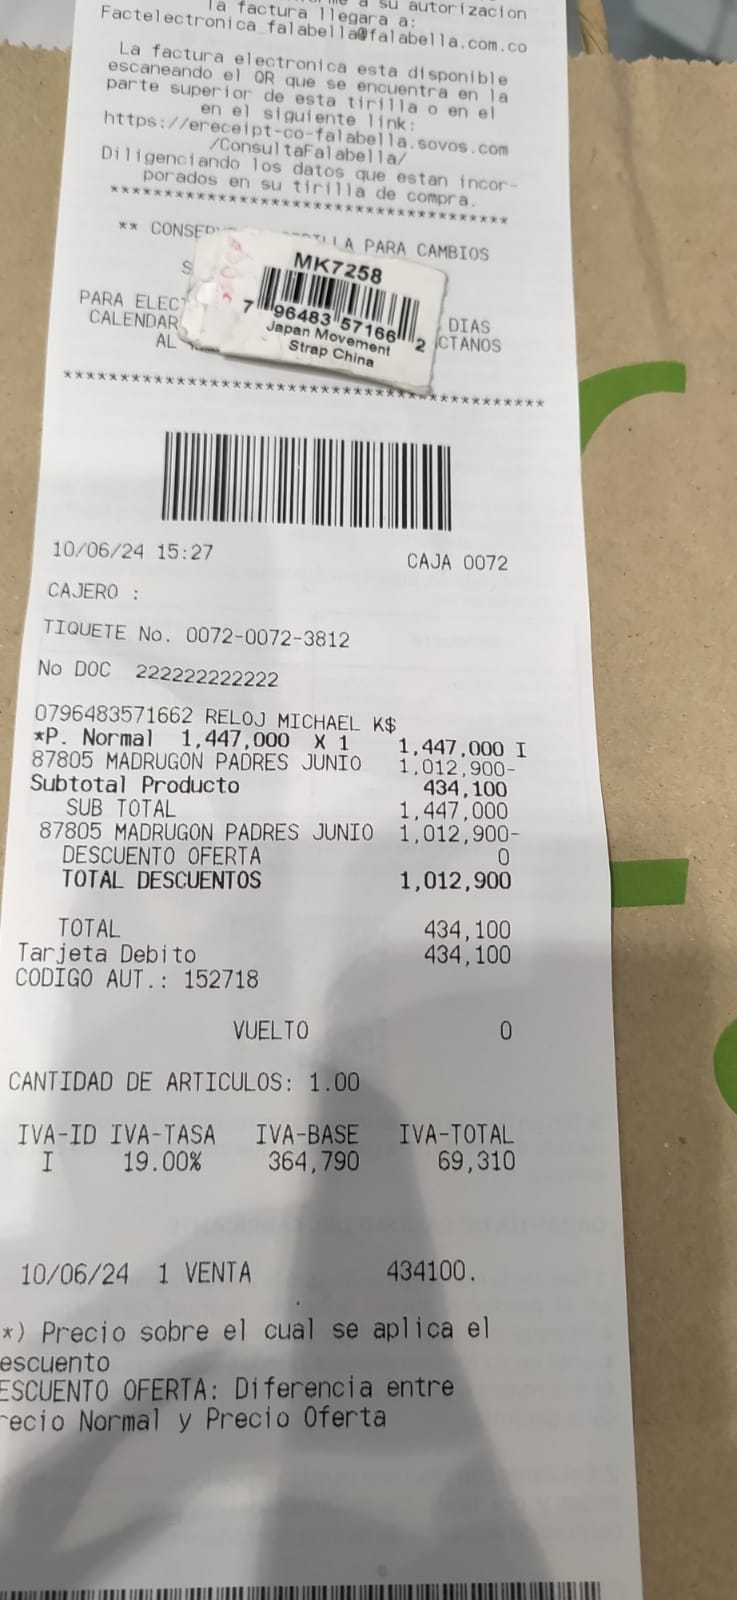 su autorizacion
la factura llegara a:
Factelectronica_falabella@falabella.com.co
La factura electronica esta disponible
escaneando el QR que se encuentra en la
parte superior de esta tirilla o en el
en el siguiente link:
https://ereceipt-co-falabella.sovos.com
/ConsultaFalabella/
Diligenciando los datos que estan incor-
porados en su tirilla de compra.
****************************************
** PARA CAMBIOS
MK7258
7 96483 57166 2
Japan Movement
Strap China
PARA DIAS
CALENDAR
AL
****************************************
10/06/24 15:27 CAJA 0072
CAJERO :
TIQUETE No. 0072-0072-3812
No DOC 222222222222
0796483571662 RELOJ MICHAEL K$
*P. Normal 1,447,000 X 1 1,447,000 I
87805 MADRUGON PADRES JUNIO 1,012,900-
Subtotal Producto 434,100
SUB TOTAL 1,447,000
87805 MADRUGON PADRES JUNIO 1,012,900-
DESCUENTO OFERTA 0
TOTAL DESCUENTOS 1,012,900
TOTAL 434,100
Tarjeta Debito 434,100
CODIGO AUT.: 152718
VUELTO 0
CANTIDAD DE ARTICULOS: 1.00
IVA-ID IVA-TASA IVA-BASE IVA-TOTAL
I 19.00% 364,790 69,310
10/06/24 1 VENTA 434100.
*) Precio sobre el cual se aplica el
escuento
ESCUENTO OFERTA: Diferencia entre
recio Normal y Precio Oferta